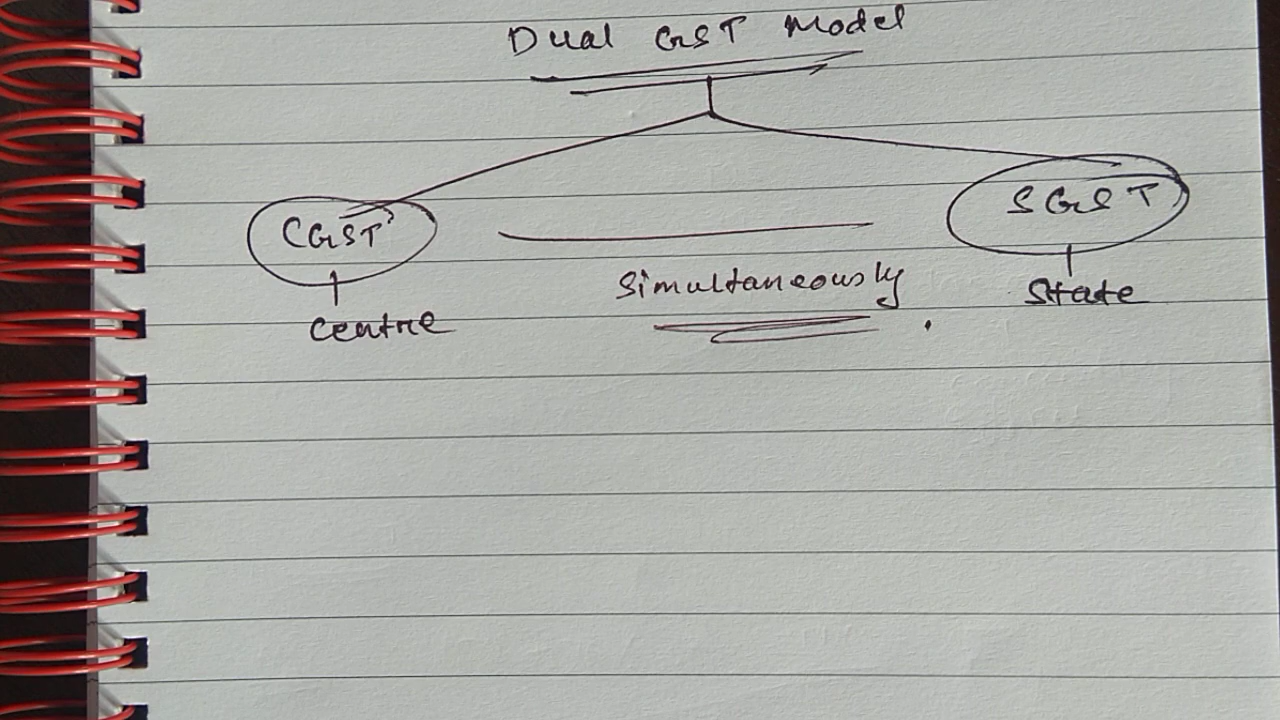 Dual GST Model
CGST
SGST
Simultaneously
State
Centre